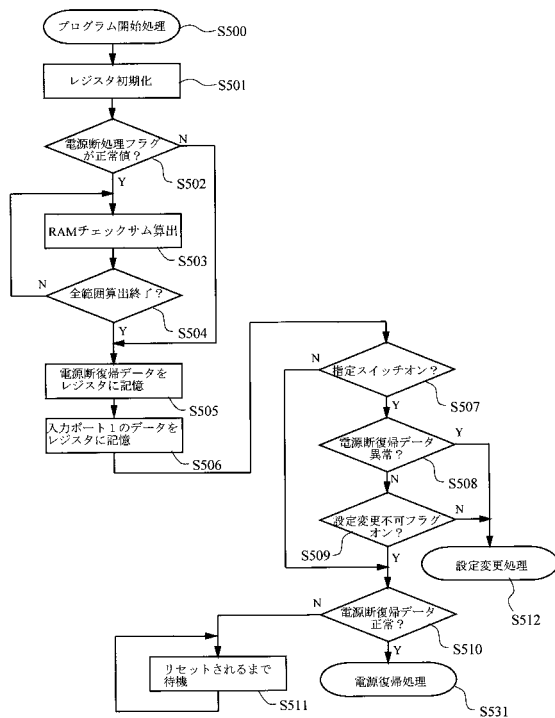 プログラム開始処理
S500
レジスタ初期化
S501
電源断処理フラグ
が正常値？
N
S502
Y
RAMチェックサム算出
S503
N
全範囲算出終了？
S504
Y
電源断復帰データを
レジスタに記憶
S505
入力ポート１のデータを
レジスタに記憶
S506
N
指定スイッチオン？
S507
Y
電源断復帰データ
異常？
Y
S508
N
設定変更不可フラグ
オン？
N
S509
Y
設定変更処理
S512
N
電源断復帰データ
正常？
S510
Y
リセットされるまで
待機
S511
電源復帰処理
S531